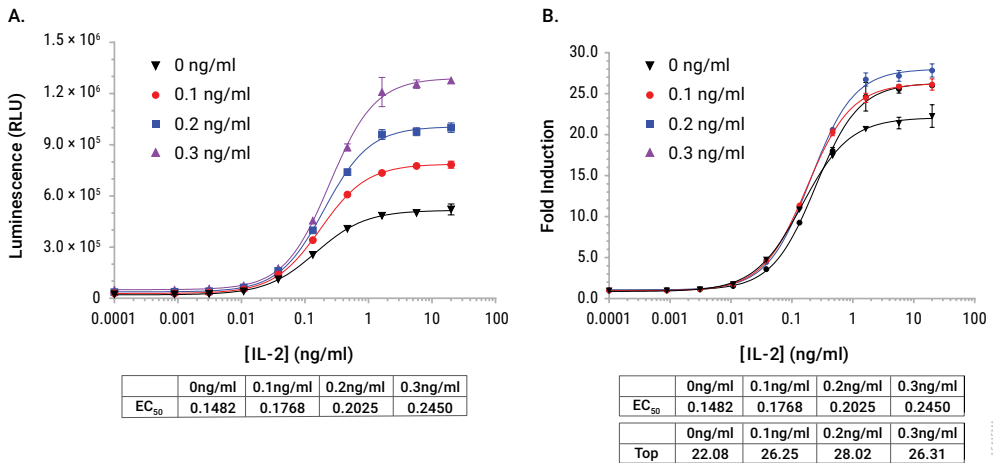 A.
Luminescence (RLU)
1.5 × 10⁶
1.2 × 10⁶
9.0 × 10⁵
6.0 × 10⁵
3.0 × 10⁵
0
0 ng/ml
0.1 ng/ml
0.2 ng/ml
0.3 ng/ml
0.0001 0.001 0.01 0.1 1 10 100
[IL-2] (ng/ml)
0ng/ml 0.1ng/ml 0.2ng/ml 0.3ng/ml
EC₅₀ 0.1482 0.1768 0.2025 0.2450
B.
Fold Induction
30.0
25.0
20.0
15.0
10.0
5.0
0.0
0 ng/ml
0.1 ng/ml
0.2 ng/ml
0.3 ng/ml
0.0001 0.001 0.01 0.1 1 10 100
[IL-2] (ng/ml)
0ng/ml 0.1ng/ml 0.2ng/ml 0.3ng/ml
EC₅₀ 0.1482 0.1768 0.2025 0.2450
0ng/ml 0.1ng/ml 0.2ng/ml 0.3ng/ml
Top 22.08 26.25 28.02 26.31